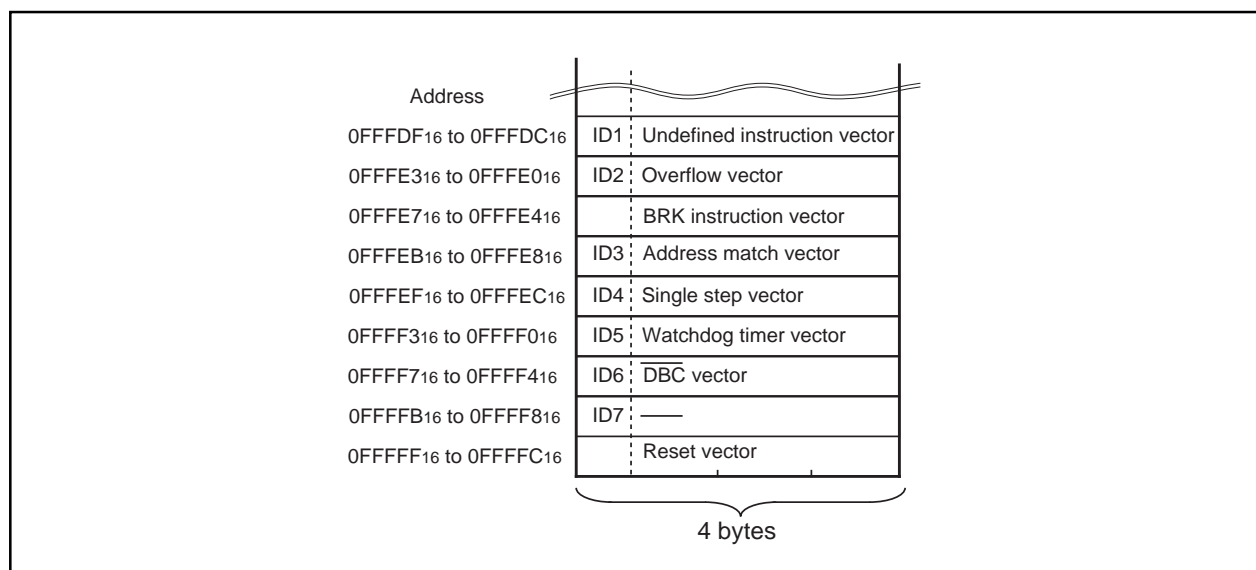 Address
0FFFDF16 to 0FFFDC16 ID1 Undefined instruction vector
0FFFE316 to 0FFFE016 ID2 Overflow vector
0FFFE716 to 0FFFE416 BRK instruction vector
0FFFEB16 to 0FFFE816 ID3 Address match vector
0FFFEF16 to 0FFFEC16 ID4 Single step vector
0FFFF316 to 0FFFF016 ID5 Watchdog timer vector
0FFFF716 to 0FFFF416 ID6 D̅B̅C̅ vector
0FFFFB16 to 0FFFF816 ID7 ——
0FFFFF16 to 0FFFFC16 Reset vector
4 bytes